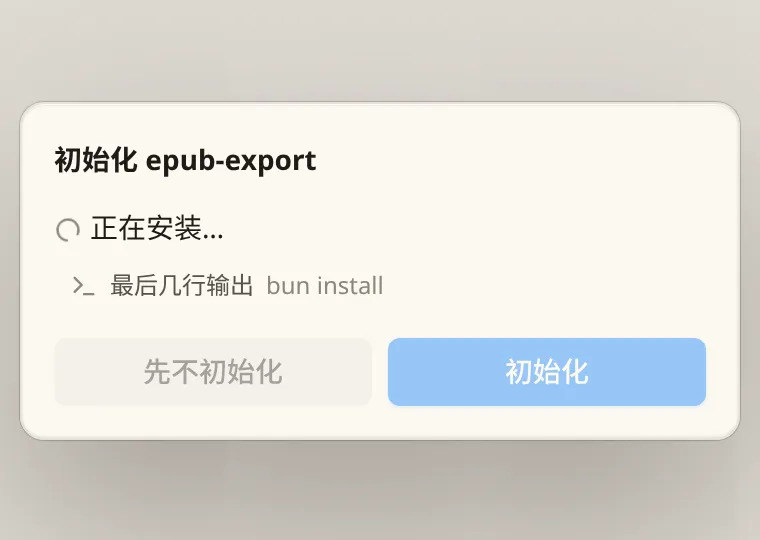 初始化 epub-export
正在安装...
最后几行输出 bun install
先不初始化
初始化